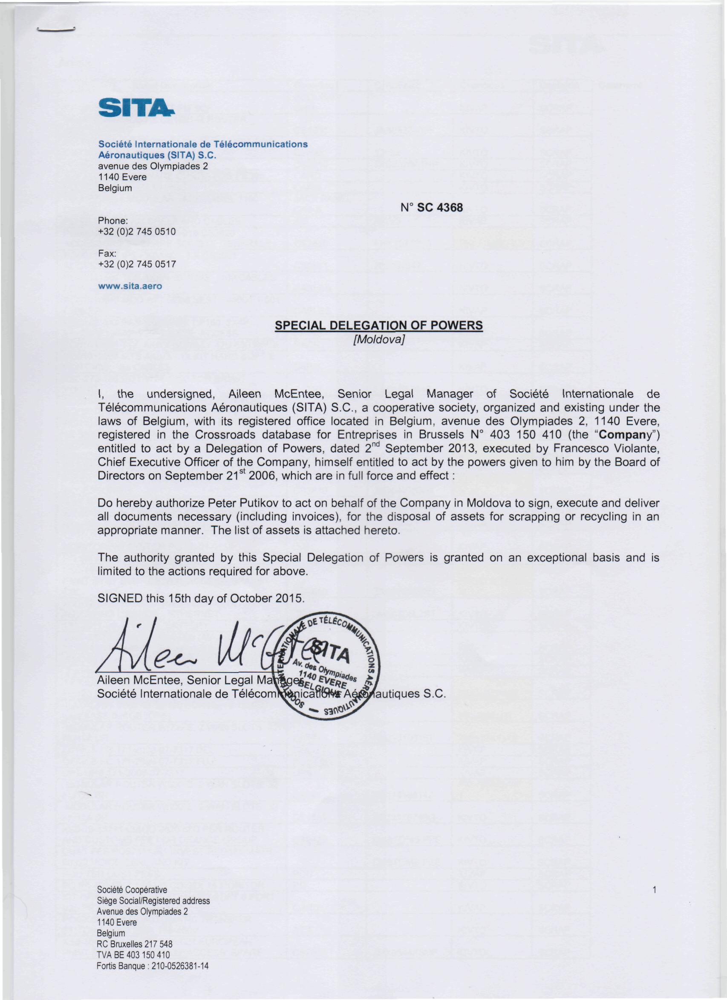 SITA
Société Internationale de Télécommunications
Aéronautiques (SITA) S.C.
avenue des Olympiades 2
1140 Evere
Belgium
N° SC 4368
Phone:
+32 (0)2 745 0510
Fax:
+32 (0)2 745 0517
www.sita.aero
SPECIAL DELEGATION OF POWERS
[Moldova]
I, the undersigned, Aileen McEntee, Senior Legal Manager of Société Internationale de
Télécommunications Aéronautiques (SITA) S.C., a cooperative society, organized and existing under the
laws of Belgium, with its registered office located in Belgium, avenue des Olympiades 2, 1140 Evere,
registered in the Crossroads database for Entreprises in Brussels N° 403 150 410 (the “Company”)
entitled to act by a Delegation of Powers, dated 2nd September 2013, executed by Francesco Violante,
Chief Executive Officer of the Company, himself entitled to act by the powers given to him by the Board of
Directors on September 21st 2006, which are in full force and effect :
Do hereby authorize Peter Putikov to act on behalf of the Company in Moldova to sign, execute and deliver
all documents necessary (including invoices), for the disposal of assets for scrapping or recycling in an
appropriate manner. The list of assets is attached hereto.
The authority granted by this Special Delegation of Powers is granted on an exceptional basis and is
limited to the actions required for above.
SIGNED this 15th day of October 2015.
Aileen McEntee
SOCIÉTÉ INTERNATIONALE DE TÉLÉCOMMUNICATIONS AÉRONAUTIQUES —
SITA
Av. des Olympiades
1140 EVERE
BELGIQUE
Aileen McEntee, Senior Legal Manager
Société Internationale de Télécommunications Aéronautiques S.C.
Société Coopérative
Siège Social/Registered address
Avenue des Olympiades 2
1140 Evere
Belgium
RC Bruxelles 217 548
TVA BE 403 150 410
Fortis Banque : 210-0526381-14
1